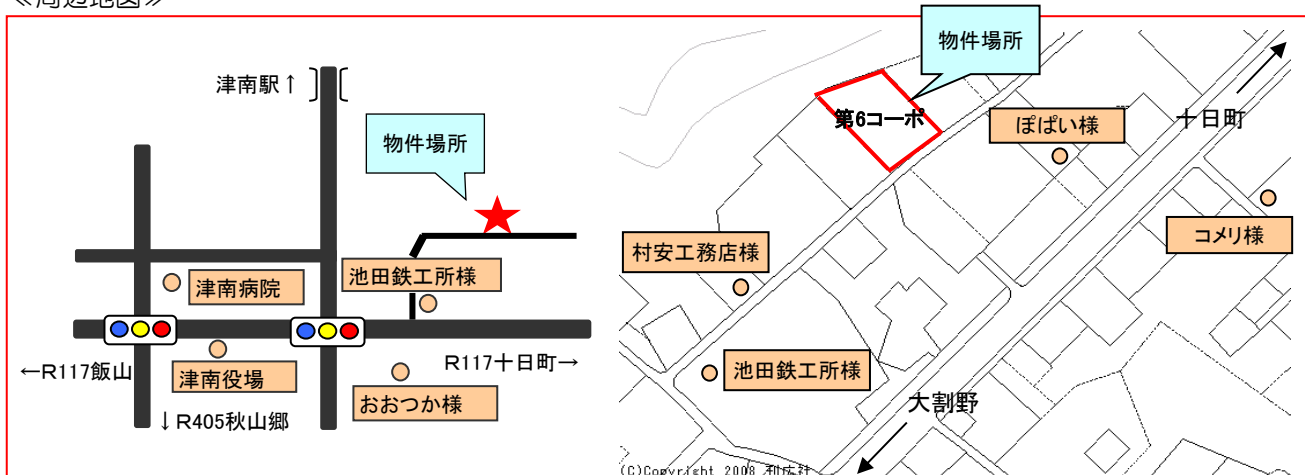 ≪周辺地図≫
津南駅↑
物件場所
池田鉄工所様
津南病院
←R117飯山
津南役場
R117十日町→
おおつか様
↓R405秋山郷
物件場所
第6コーポ
ぽぱい様
十日町
コメリ様
村安工務店様
池田鉄工所様
大割野
(C)Copyright 2008